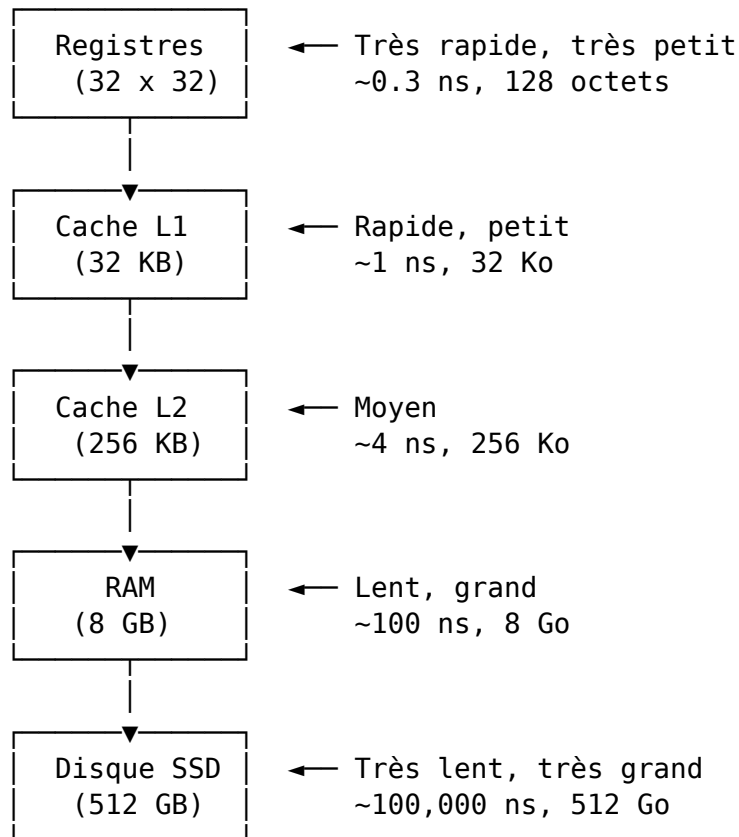 Registres ◄── Très rapide, très petit
(32 x 32) ~0.3 ns, 128 octets
Cache L1 ◄── Rapide, petit
(32 KB) ~1 ns, 32 Ko
Cache L2 ◄── Moyen
(256 KB) ~4 ns, 256 Ko
RAM ◄── Lent, grand
(8 GB) ~100 ns, 8 Go
Disque SSD ◄── Très lent, très grand
(512 GB) ~100,000 ns, 512 Go